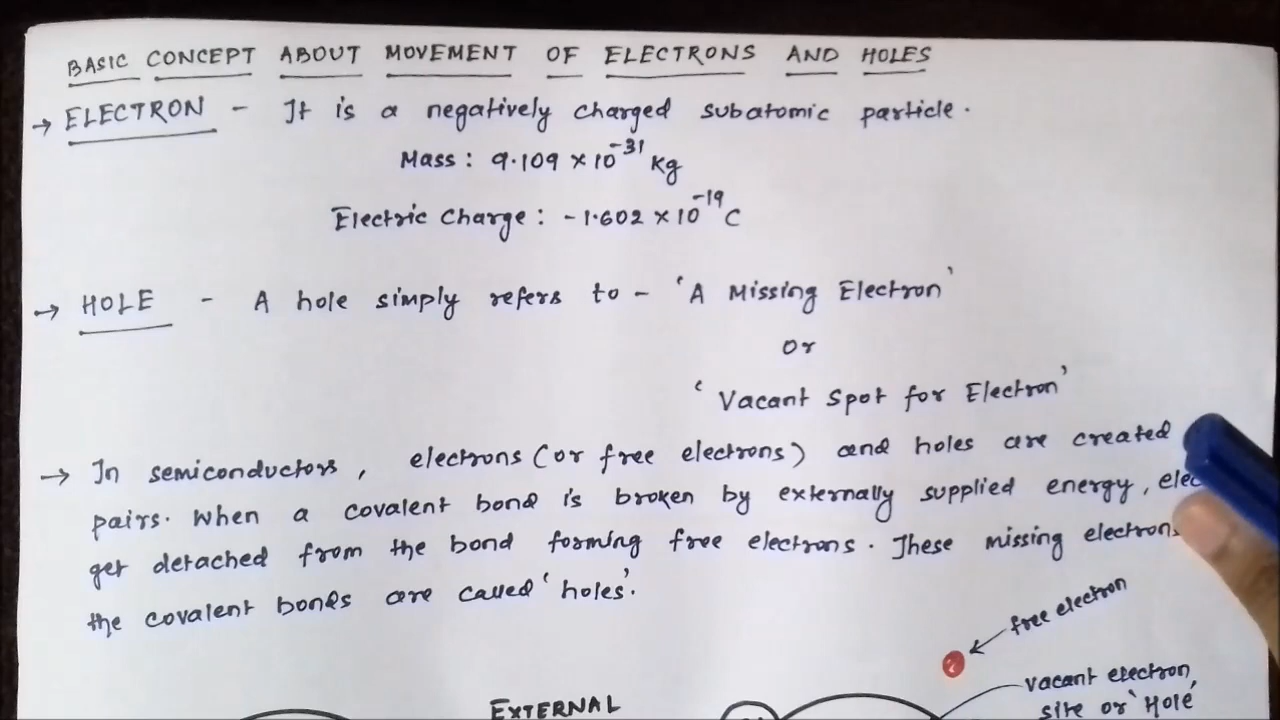 BASIC CONCEPT ABOUT MOVEMENT OF ELECTRONS AND HOLES
→ ELECTRON - It is a negatively charged subatomic particle.
Mass: 9.109 × 10⁻³¹ Kg
Electric Charge: -1.602 × 10⁻¹⁹ C
→ HOLE - A hole simply refers to - 'A Missing Electron'
Or
'Vacant Spot for Electron'
→ In semiconductors, electrons (or free electrons) and holes are created
pairs. When a covalent bond is broken by externally supplied energy,
get detached from the bond forming free electrons. These missing electrons
the covalent bonds are called 'holes'.
free electron
vacant electron,
site or 'Hole'
EXTERNAL